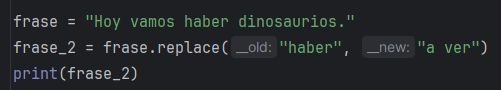 frase = "Hoy vamos haber dinosaurios."
frase_2 = frase.replace(__old: "haber", __new: "a ver")
print(frase_2)